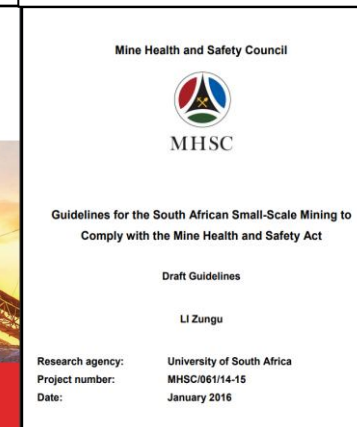 Mine Health and Safety Council
MHSC
Guidelines for the South African Small-Scale Mining to
Comply with the Mine Health and Safety Act
Draft Guidelines
LI Zungu
Research agency: University of South Africa
Project number: MHSC/061/14-15
Date: January 2016